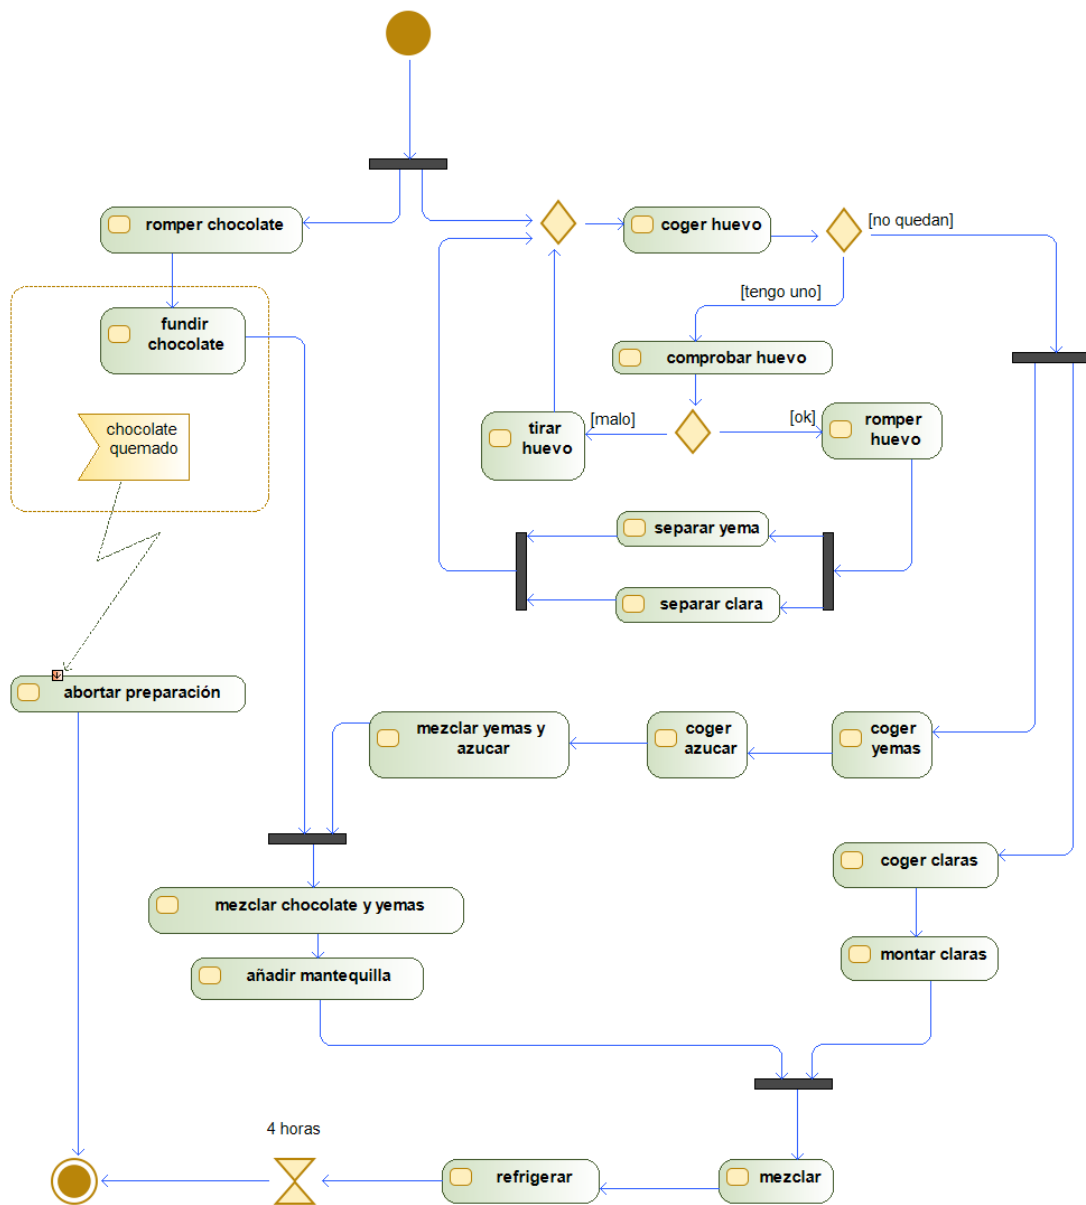 romper chocolate
coger huevo
[no quedan]
[tengo uno]
fundir
chocolate
comprobar huevo
chocolate
quemado
tirar
huevo
[malo]
[ok]
romper
huevo
separar yema
separar clara
abortar preparación
mezclar yemas y
azucar
coger
azucar
coger
yemas
coger claras
mezclar chocolate y yemas
montar claras
añadir mantequilla
4 horas
refrigerar
mezclar